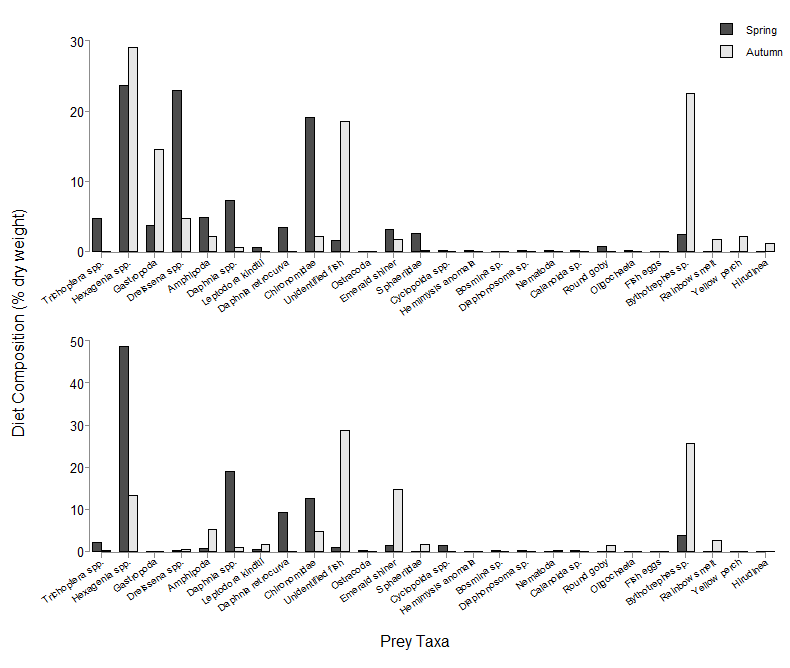 Spring
Autumn
30
20
10
0
Trichoptera spp.
Hexagenia spp.
Gastropoda
Dreissena spp.
Amphipoda
Daphnia spp.
Leptodora kindtii
Daphnia retrocurva
Chironomidae
Unidentified fish
Ostracoda
Emerald shiner
Sphaeriidae
Cyclopoida spp.
Hemimysis anomala
Bosmina sp.
Diaphanosoma sp.
Nematoda
Calanoida sp.
Round goby
Oligochaeta
Fish eggs
Bythotrephes sp.
Rainbow smelt
Yellow perch
Hirudinea
Diet Composition (% dry weight)
50
40
30
20
10
0
Trichoptera spp.
Hexagenia spp.
Gastropoda
Dreissena spp.
Amphipoda
Daphnia spp.
Leptodora kindtii
Daphnia retrocurva
Chironomidae
Unidentified fish
Ostracoda
Emerald shiner
Sphaeriidae
Cyclopoida spp.
Hemimysis anomala
Bosmina sp.
Diaphanosoma sp.
Nematoda
Calanoida sp.
Round goby
Oligochaeta
Fish eggs
Bythotrephes sp.
Rainbow smelt
Yellow perch
Hirudinea
Prey Taxa